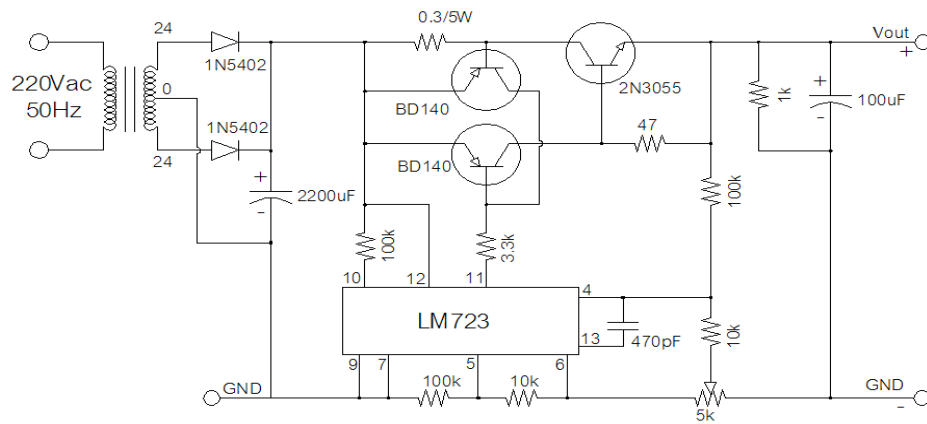 0.3/5W
24
1N5402
Vout
+
220Vac
50Hz
0
BD140
2N3055
1k
+
100uF
-
1N5402
47
24
BD140
+
2200uF
-
100k
3.3k
100k
10
12
11
4
LM723
13
470pF
10k
9
7
5
6
GND
100k
10k
5k
GND
-